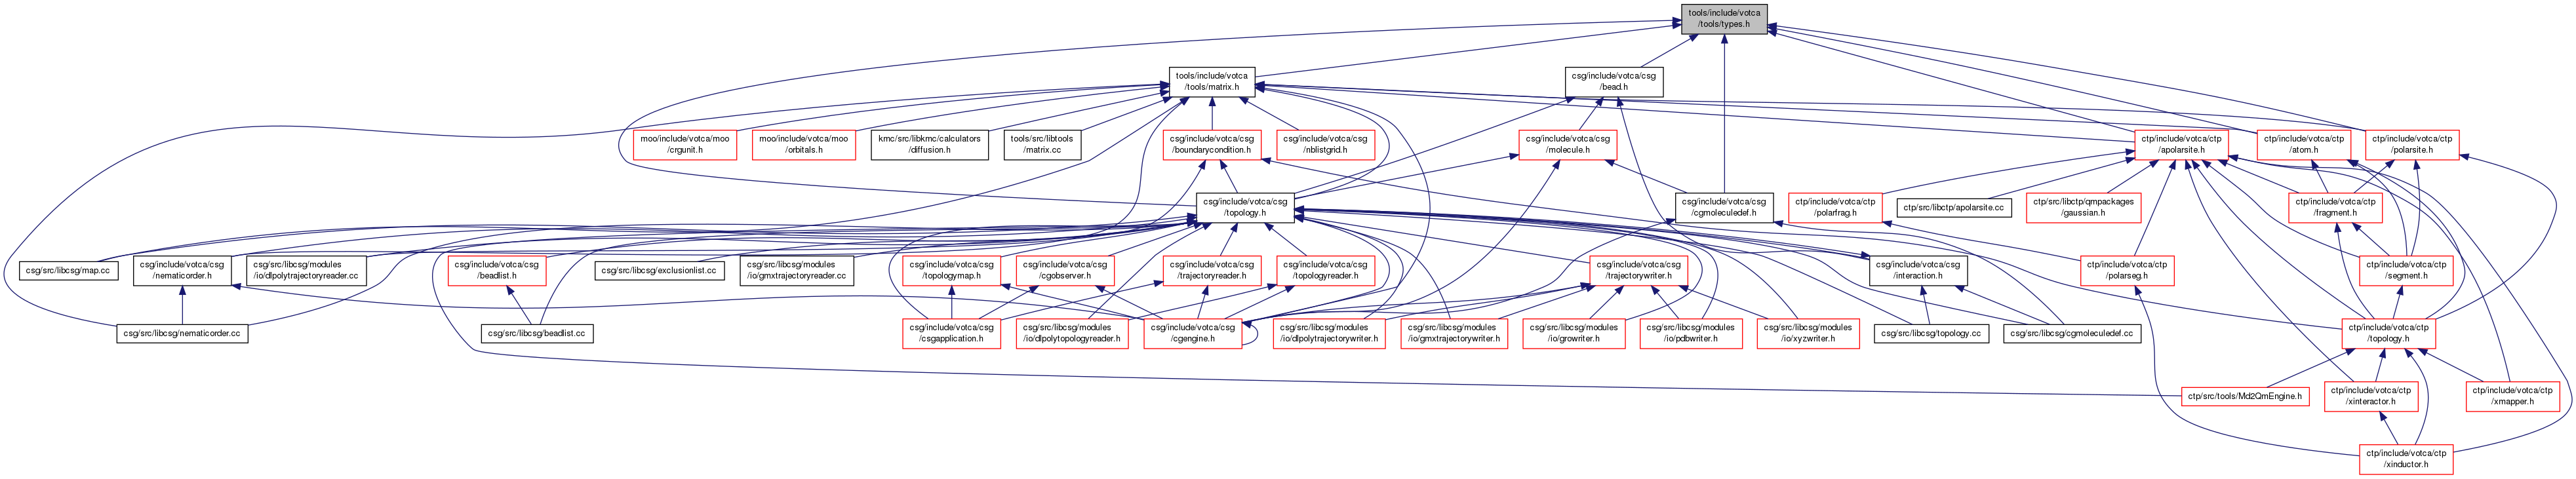 tools/include/votca
/tools/types.h
tools/include/votca
/tools/matrix.h
csg/include/votca/csg
/bead.h
moo/include/votca/moo
/crgunit.h
moo/include/votca/moo
/orbitals.h
kmc/src/libkmc/calculators
/diffusion.h
tools/src/libtools
/matrix.cc
csg/include/votca/csg
/boundarycondition.h
csg/include/votca/csg
/nblistgrid.h
csg/include/votca/csg
/molecule.h
ctp/include/votca/ctp
/apolarsite.h
ctp/include/votca/ctp
/atom.h
ctp/include/votca/ctp
/polarsite.h
csg/include/votca/csg
/topology.h
csg/include/votca/csg
/cgmoleculedef.h
ctp/include/votca/ctp
/polarfrag.h
ctp/src/libctp/apolarsite.cc
ctp/src/libctp/qmpackages
/gaussian.h
ctp/include/votca/ctp
/fragment.h
csg/src/libcsg/map.cc
csg/include/votca/csg
/nematicorder.h
csg/src/libcsg/modules
/io/dlpolytrajectoryreader.cc
csg/include/votca/csg
/beadlist.h
csg/src/libcsg/exclusionlist.cc
csg/src/libcsg/modules
/io/gmxtrajectoryreader.cc
csg/include/votca/csg
/topologymap.h
csg/include/votca/csg
/cgobserver.h
csg/include/votca/csg
/trajectoryreader.h
csg/include/votca/csg
/topologyreader.h
csg/include/votca/csg
/trajectorywriter.h
csg/include/votca/csg
/interaction.h
ctp/include/votca/ctp
/polarseg.h
ctp/include/votca/ctp
/segment.h
csg/src/libcsg/nematicorder.cc
csg/src/libcsg/beadlist.cc
csg/include/votca/csg
/csgapplication.h
csg/src/libcsg/modules
/io/dlpolytopologyreader.h
csg/include/votca/csg
/cgengine.h
csg/src/libcsg/modules
/io/dlpolytrajectorywriter.h
csg/src/libcsg/modules
/io/gmxtrajectorywriter.h
csg/src/libcsg/modules
/io/growriter.h
csg/src/libcsg/modules
/io/pdbwriter.h
csg/src/libcsg/modules
/io/xyzwriter.h
csg/src/libcsg/topology.cc
csg/src/libcsg/cgmoleculedef.cc
ctp/include/votca/ctp
/topology.h
ctp/src/tools/Md2QmEngine.h
ctp/include/votca/ctp
/xinteractor.h
ctp/include/votca/ctp
/xmapper.h
ctp/include/votca/ctp
/xinductor.h